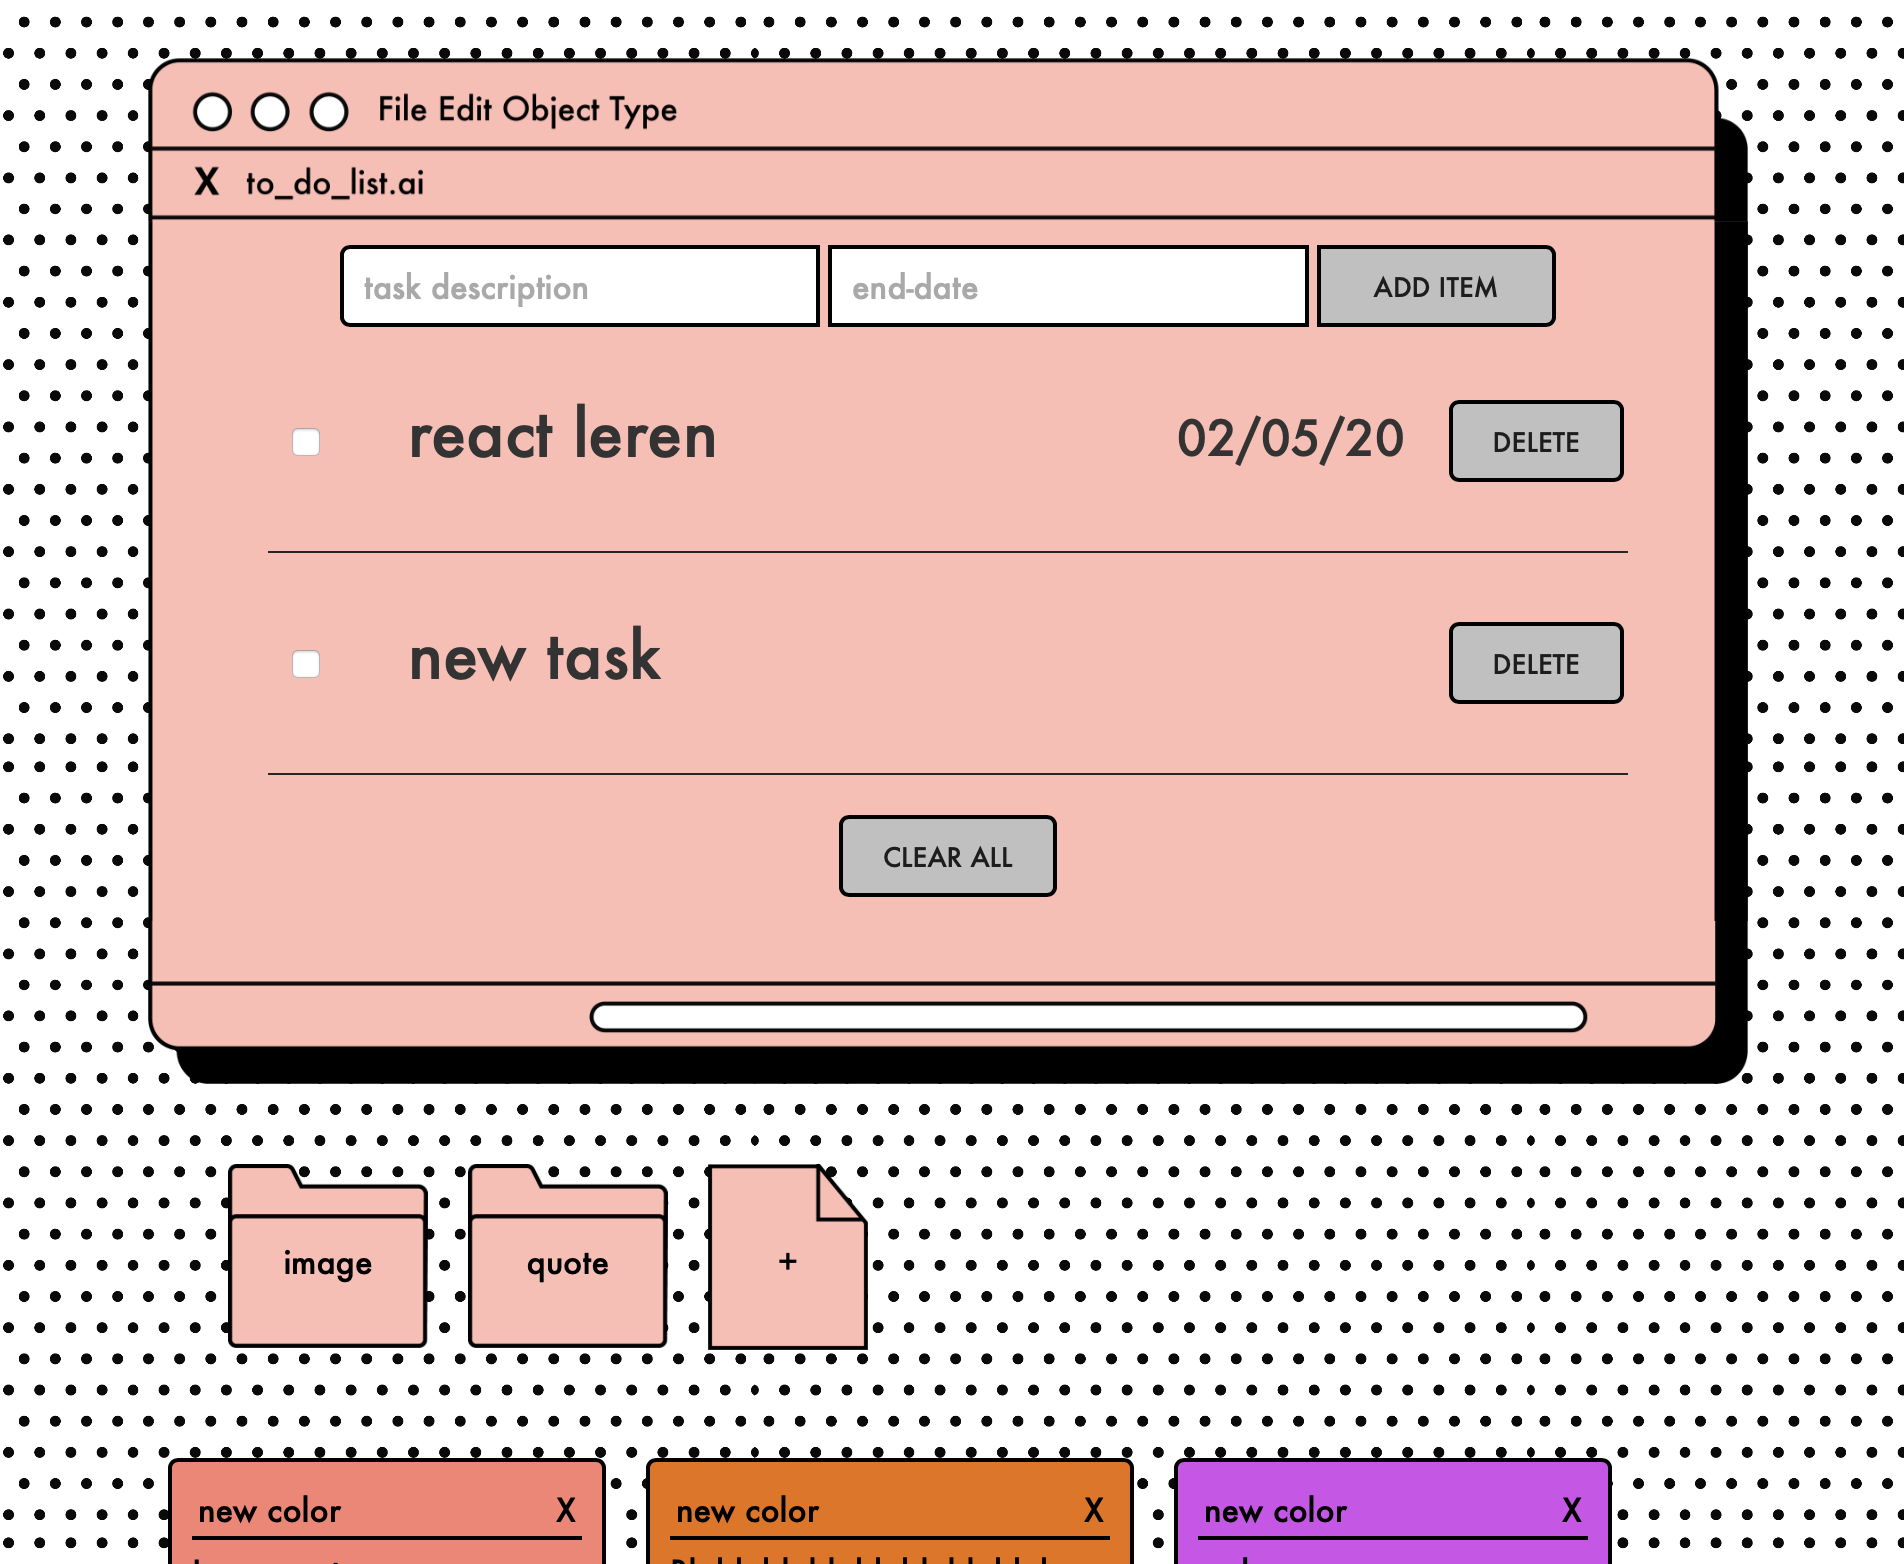 File Edit Object Type
X to_do_list.ai
task description end-date ADD ITEM
react leren 02/05/20 DELETE
new task DELETE
CLEAR ALL
image quote +
new color X new color X new color X